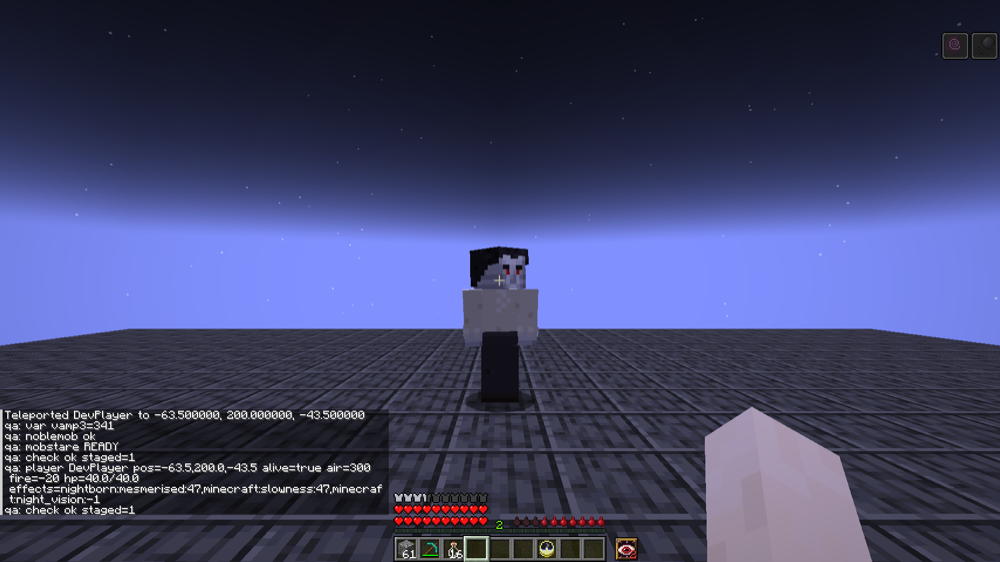 Teleported DevPlayer to -63.500000, 200.000000, -43.500000
qa: var vamp3=341
qa: noblemob ok
qa: mobstare READY
qa: check ok staged=1
qa: player DevPlayer pos=-63.5,200.0,-43.5 alive=true air=300
fire=-20 hp=40.0/40.0
effects=nightborn:mesmerised:47,minecraft:slowness:47,minecraf
t:night_vision:-1
qa: check ok staged=1
2
61
16